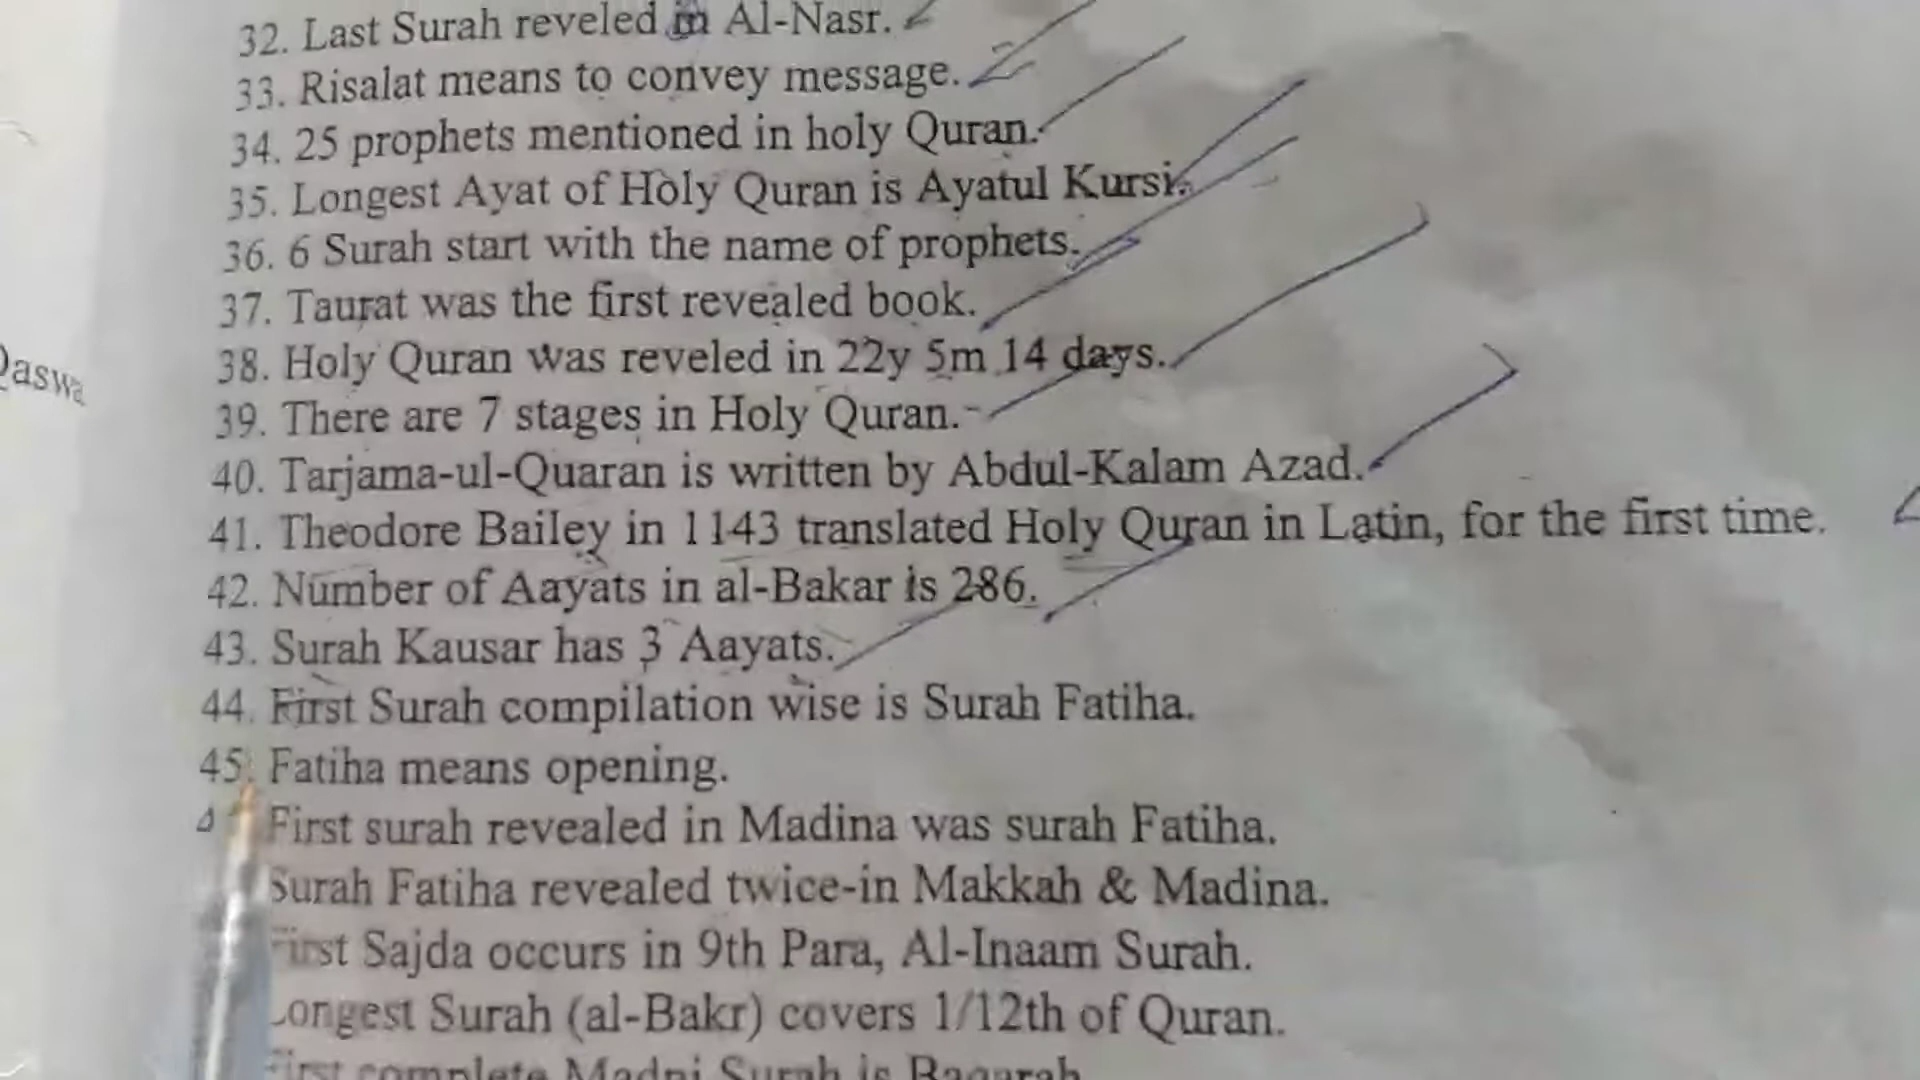 32. Last Surah reveled in Al-Nasr.
33. Risalat means to convey message.
34. 25 prophets mentioned in holy Quran.
35. Longest Ayat of Holy Quran is Ayatul Kursi.
36. 6 Surah start with the name of prophets.
37. Taurat was the first revealed book.
Qaswa
38. Holy Quran was reveled in 22y 5m 14 days.
39. There are 7 stages in Holy Quran.
40. Tarjama-ul-Quaran is written by Abdul-Kalam Azad.
41. Theodore Bailey in 1143 translated Holy Quran in Latin, for the first time.
42. Number of Aayats in al-Bakar is 286.
43. Surah Kausar has 3 Aayats.
44. First Surah compilation wise is Surah Fatiha.
45. Fatiha means opening.
First surah revealed in Madina was surah Fatiha.
Surah Fatiha revealed twice-in Makkah & Madina.
First Sajda occurs in 9th Para, Al-Inaam Surah.
Longest Surah (al-Bakr) covers 1/12th of Quran.
First complete Madni Surah is Baqarah